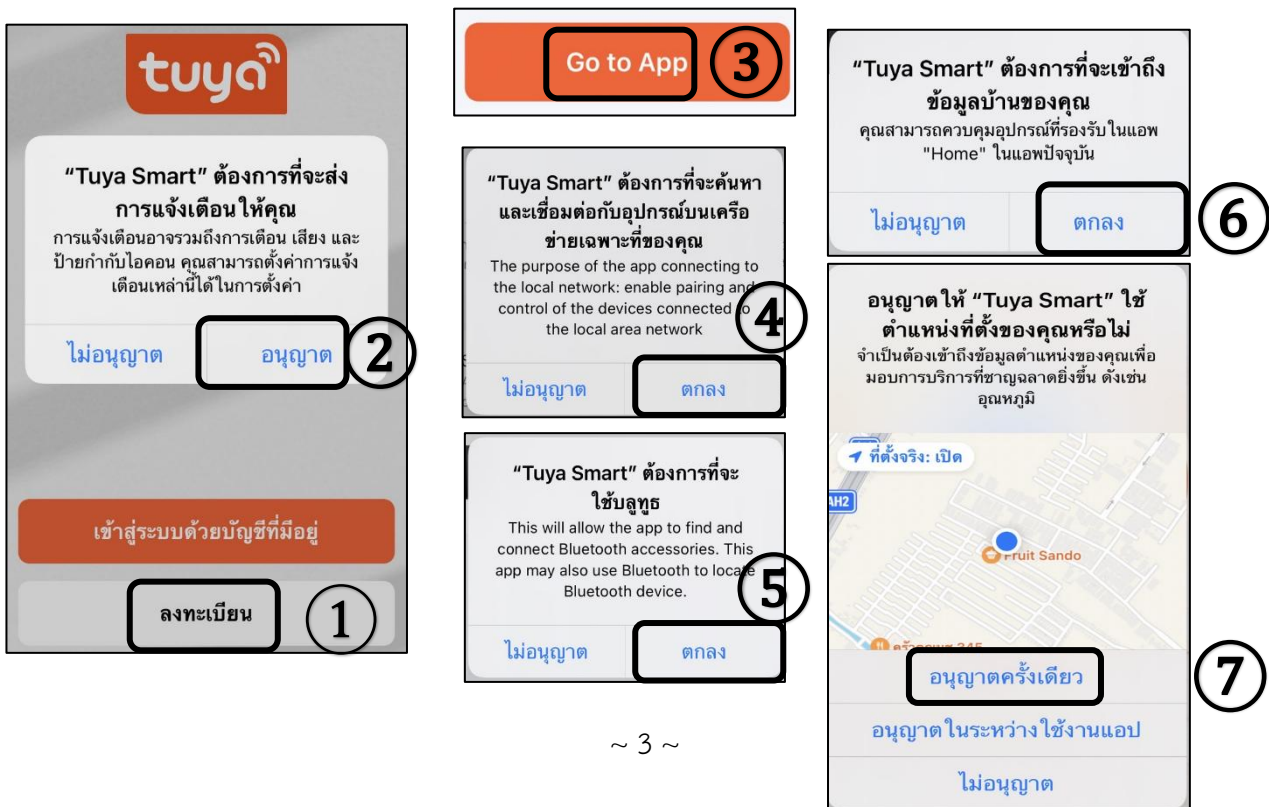 tuya
“Tuya Smart” ต้องการที่จะส่ง
การแจ้งเตือนให้คุณ
การแจ้งเตือนอาจรวมถึงการเตือน เสียง และ
ป้ายกำกับไอคอน คุณสามารถตั้งค่าการแจ้ง
เตือนเหล่านี้ได้ในการตั้งค่า
ไม่อนุญาต
อนุญาต
2
เข้าสู่ระบบด้วยบัญชีที่มีอยู่
ลงทะเบียน
1
Go to App
3
“Tuya Smart” ต้องการที่จะค้นหา
และเชื่อมต่อกับอุปกรณ์บนเครือ
ข่ายเฉพาะที่ของคุณ
The purpose of the app connecting to
the local network: enable pairing and
control of the devices connected to
the local area network
4
ไม่อนุญาต
ตกลง
“Tuya Smart” ต้องการที่จะ
ใช้บลูทูธ
This will allow the app to find and
connect Bluetooth accessories. This
app may also use Bluetooth to locate
Bluetooth device.
5
ไม่อนุญาต
ตกลง
~ 3 ~
“Tuya Smart” ต้องการที่จะเข้าถึง
ข้อมูลบ้านของคุณ
คุณสามารถควบคุมอุปกรณ์ที่รองรับในแอพ
"Home" ในแอพปัจจุบัน
ไม่อนุญาต
ตกลง
6
อนุญาตให้ “Tuya Smart” ใช้
ตำแหน่งที่ตั้งของคุณหรือไม่
จำเป็นต้องเข้าถึงข้อมูลตำแหน่งของคุณเพื่อ
มอบการบริการที่ชาญฉลาดยิ่งขึ้น ดังเช่น
อุณหภูมิ
ที่ตั้งจริง: เปิด
AH2
Fruit Sando
อนุญาตครั้งเดียว
7
อนุญาตในระหว่างใช้งานแอป
ไม่อนุญาต